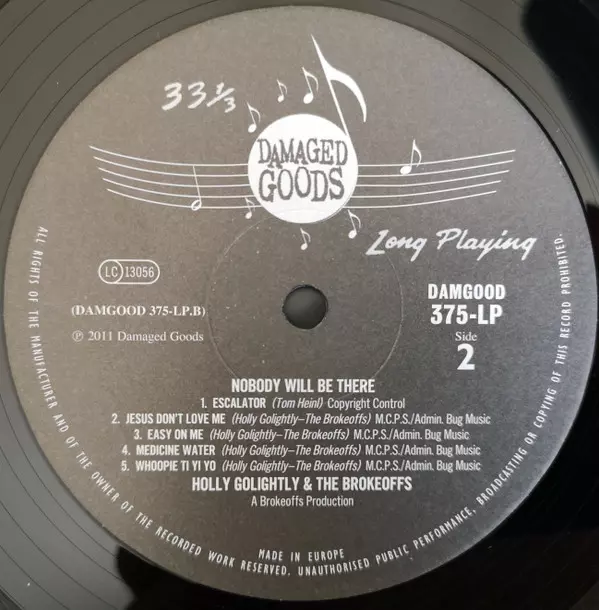 33 1/3
DAMAGED
GOODS
Long Playing
LC 13056
(DAMGOOD 375-LP.B)
℗ 2011 Damaged Goods
DAMGOOD
375-LP
Side
2
NOBODY WILL BE THERE
1. ESCALATOR (Tom Heinl) Copyright Control
2. JESUS DON'T LOVE ME (Holly Golightly–The Brokeoffs) M.C.P.S./Admin. Bug Music
3. EASY ON ME (Holly Golightly–The Brokeoffs) M.C.P.S./Admin. Bug Music
4. MEDICINE WATER (Holly Golightly–The Brokeoffs) M.C.P.S./Admin. Bug Music
5. WHOOPIE TI YI YO (Holly Golightly–The Brokeoffs) M.C.P.S./Admin. Bug Music
HOLLY GOLIGHTLY & THE BROKEOFFS
A Brokeoffs Production
MADE IN EUROPE
ALL RIGHTS OF THE MANUFACTURER AND OF THE OWNER OF THE RECORDED WORK RESERVED. UNAUTHORISED PUBLIC PERFORMANCE, BROADCASTING OR COPYING OF THIS RECORD PROHIBITED.